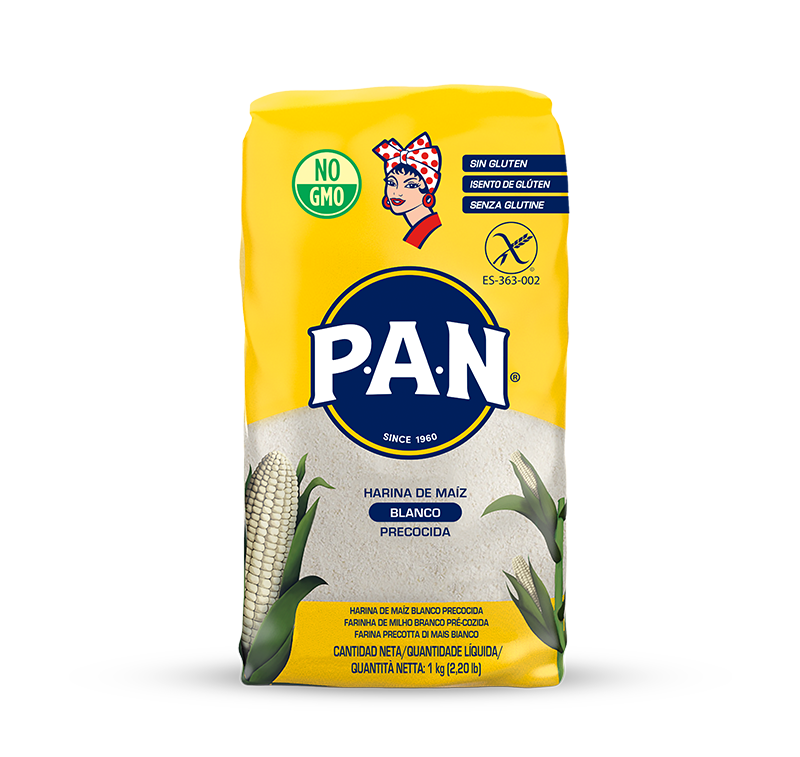 NO
GMO
SIN GLUTEN
ISENTO DE GLÚTEN
SENZA GLUTINE
ES-363-002
P.A.N
®
SINCE 1960
HARINA DE MAÍZ
BLANCO
PRECOCIDA
HARINA DE MAÍZ BLANCO PRECOCIDA
FARINHA DE MILHO BRANCO PRÉ-COZIDA
FARINA PRECOTTA DI MAIS BIANCO
CANTIDAD NETA/QUANTIDADE LÍQUIDA/
QUANTITÀ NETTA: 1 kg (2,20 lb)